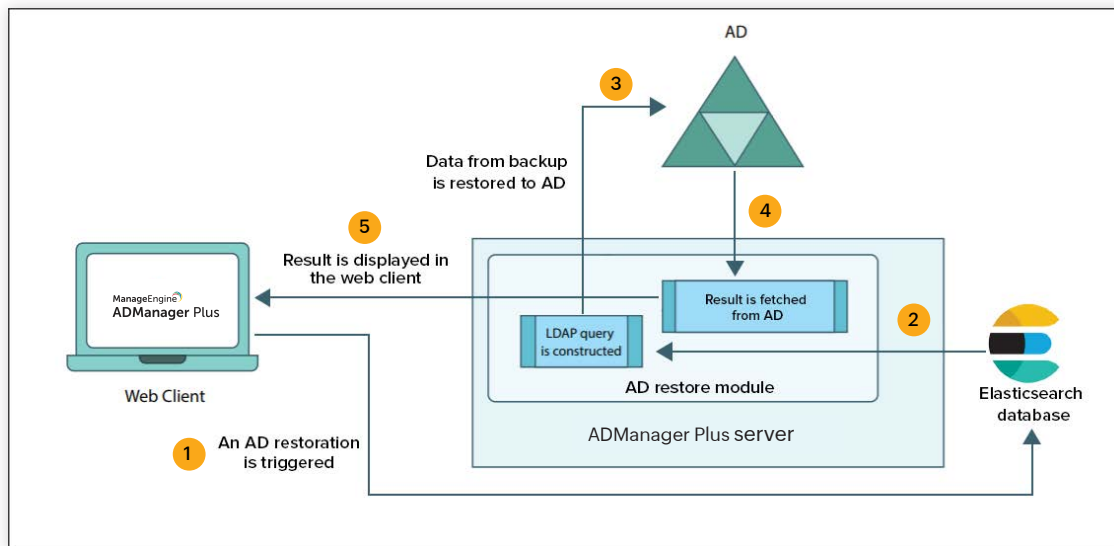 AD
3
Data from backup
is restored to AD
4
5
Result is displayed in
the web client
ManageEngine
ADManager Plus
Result is fetched
from AD
2
LDAP query
is constructed
AD restore module
Elasticsearch
database
Web Client
ADManager Plus server
1
An AD restoration
is triggered